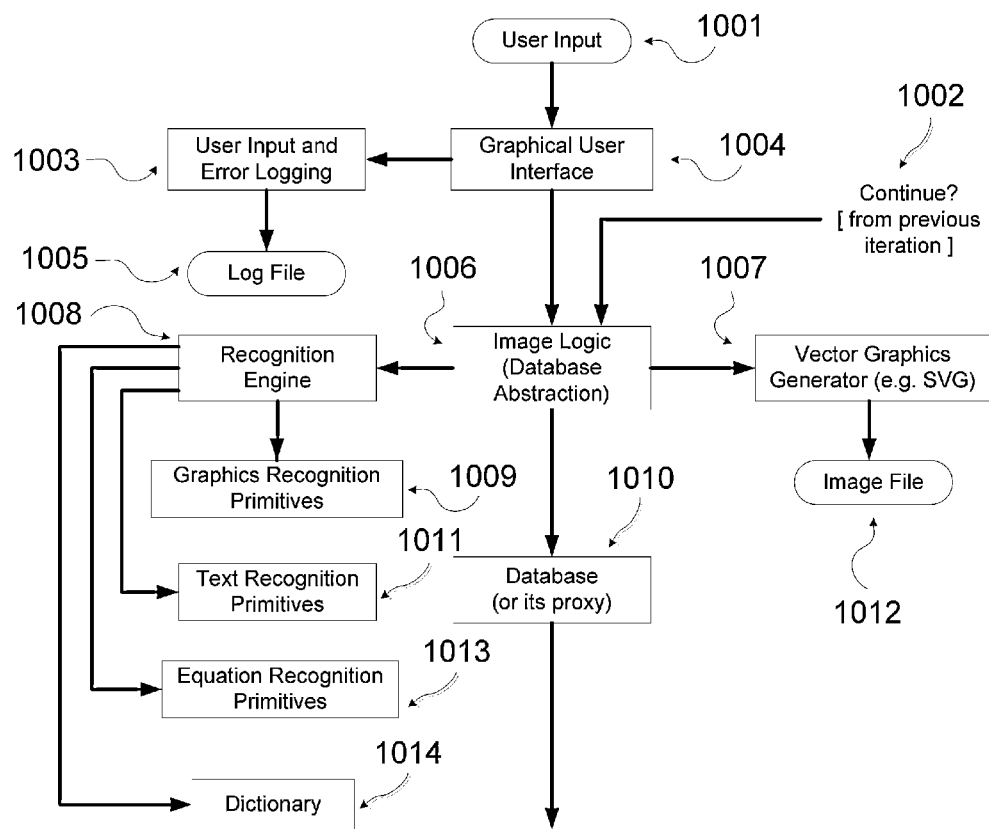 User Input
1001
1002
User Input and
Error Logging
1003
Graphical User
Interface
1004
Continue?
[ from previous
iteration ]
1005
Log File
1006
1007
1008
Recognition
Engine
Image Logic
(Database
Abstraction)
Vector Graphics
Generator (e.g. SVG)
Graphics Recognition
Primitives
1009
1010
Image File
1011
Text Recognition
Primitives
Database
(or its proxy)
1012
1013
Equation Recognition
Primitives
1014
Dictionary